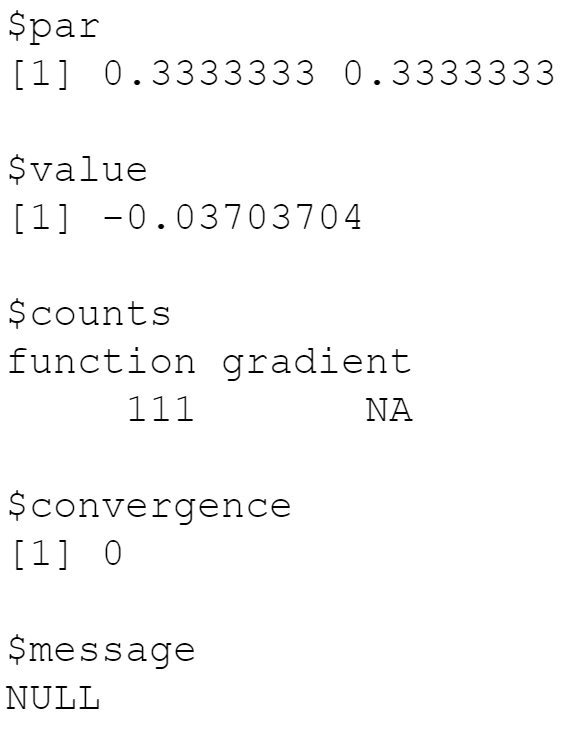 $par
[1] 0.3333333 0.3333333

$value
[1] -0.03703704

$counts
function gradient
     111       NA

$convergence
[1] 0

$message
NULL